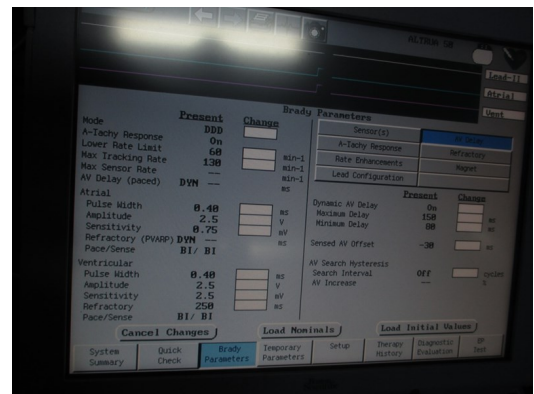 ALTRUA 50
Lead-II
Atrial
Vent
Brady Parameters
Present Change
Mode DDD
A-Tachy Response On
Lower Rate Limit 60 min-1
Max Tracking Rate 130 min-1
Max Sensor Rate -- min-1
AV Delay (paced) DYN -- ms
Atrial
Pulse Width 0.40 ms
Amplitude 2.5 V
Sensitivity 0.75 mV
Refractory (PVARP) DYN -- ms
Pace/Sense BI/ BI
Ventricular
Pulse Width 0.40 ms
Amplitude 2.5 V
Sensitivity 2.5 mV
Refractory 250 ms
Pace/Sense BI/ BI
Sensor(s) AV Delay
A-Tachy Response Refractory
Rate Enhancements Magnet
Lead Configuration
Present Change
Dynamic AV Delay On
Maximum Delay 150 ms
Minimum Delay 80 ms
Sensed AV Offset -30 ms
AV Search Hysteresis
Search Interval Off cycles
AV Increase -- %
Cancel Changes Load Nominals Load Initial Values
System Summary
Quick Check
Brady Parameters
Temporary Parameters
Setup
Therapy History
Diagnostic Evaluation
EP Test